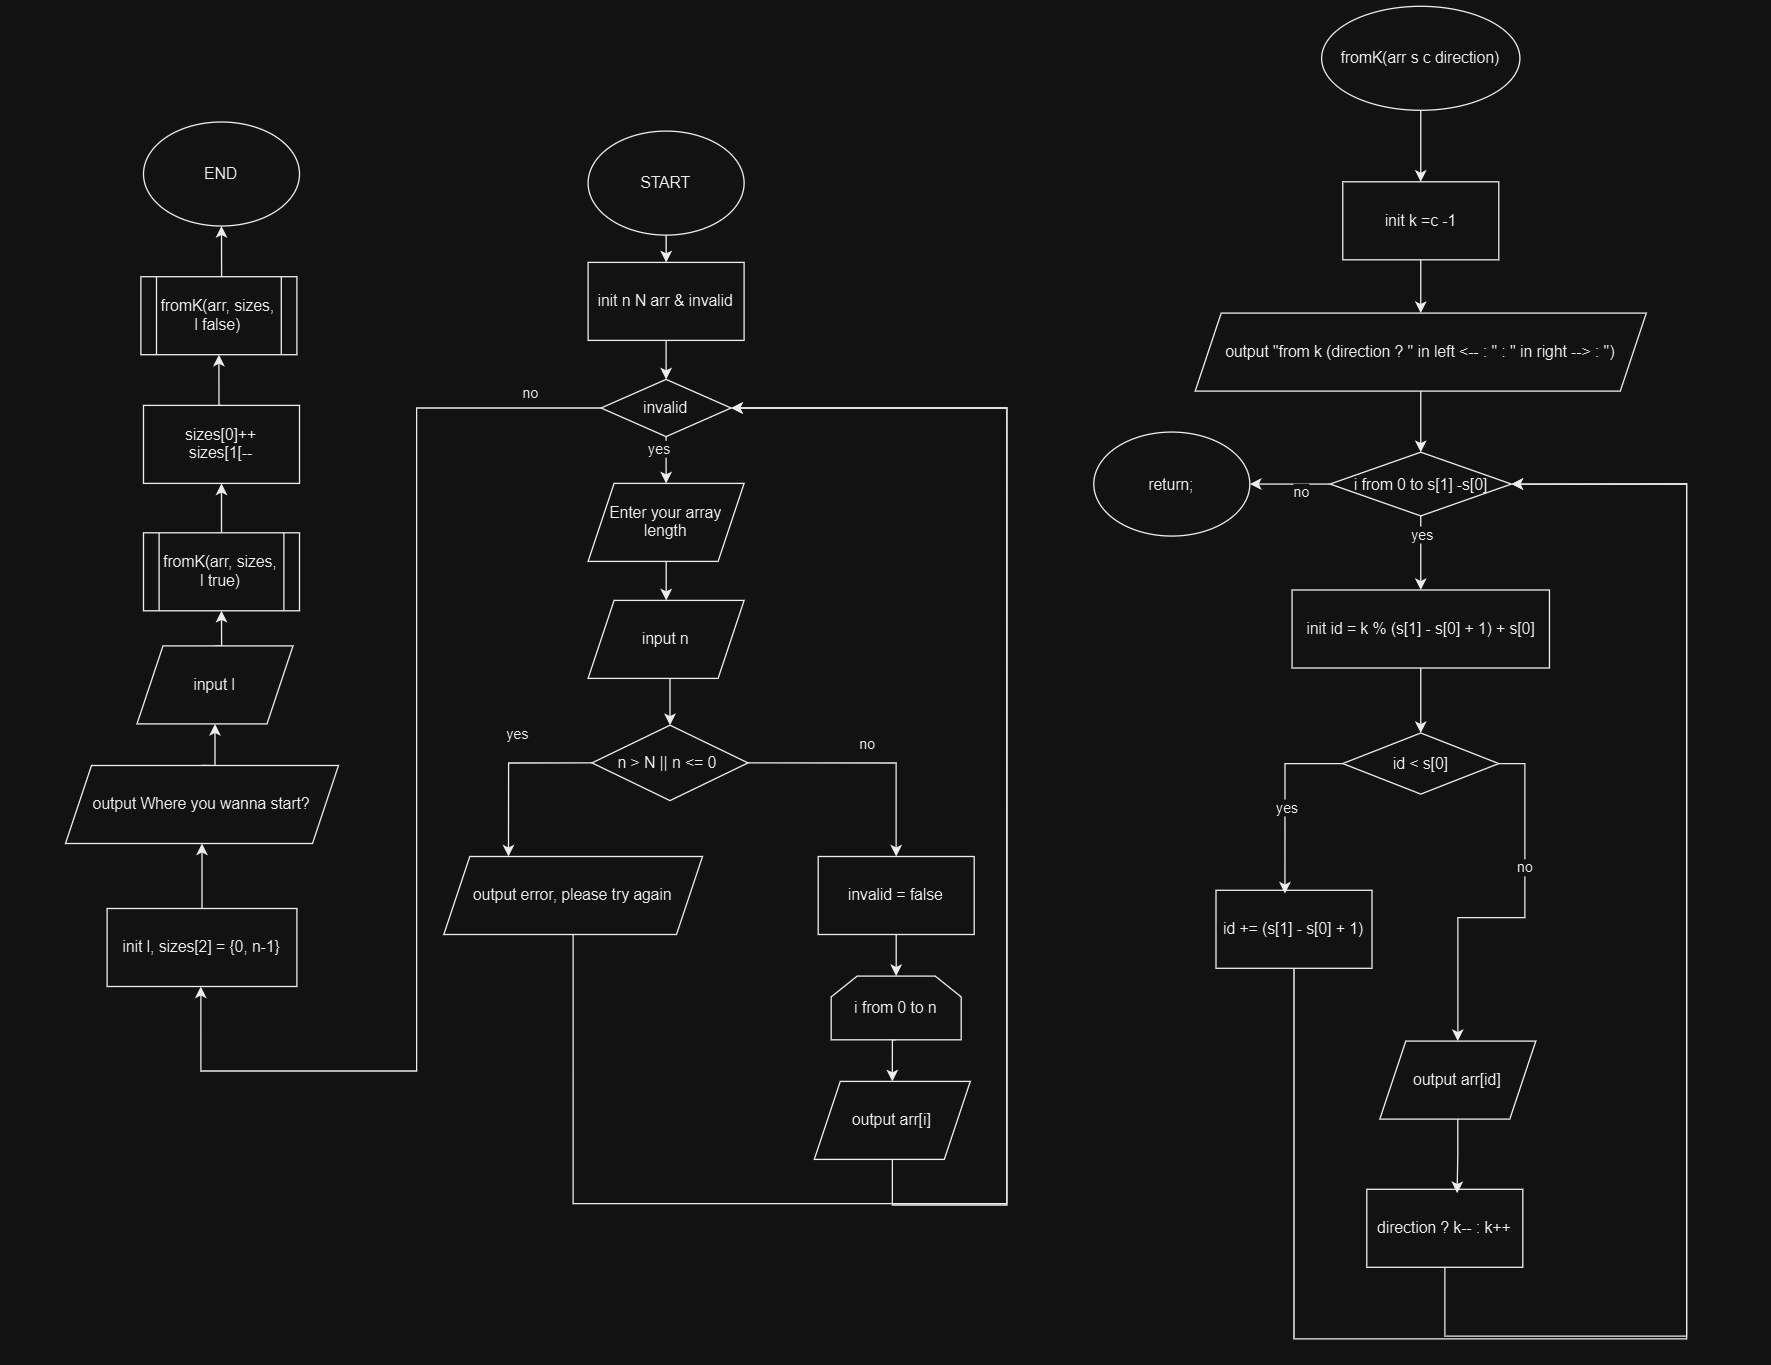 END
fromK(arr, sizes,
l false)
sizes[0]++
sizes[1[--
fromK(arr, sizes,
l true)
input l
output Where you wanna start?
init l, sizes[2] = {0, n-1}
START
init n N arr & invalid
invalid
no
yes
Enter your array
length
input n
n > N || n <= 0
yes
no
output error, please try again
invalid = false
i from 0 to n
output arr[i]
fromK(arr s c direction)
init k =c -1
output "from k (direction ? " in left <-- : " : " in right --> : ")
i from 0 to s[1] -s[0]
no
return;
yes
init id = k % (s[1] - s[0] + 1) + s[0]
id < s[0]
yes
no
id += (s[1] - s[0] + 1)
output arr[id]
direction ? k-- : k++